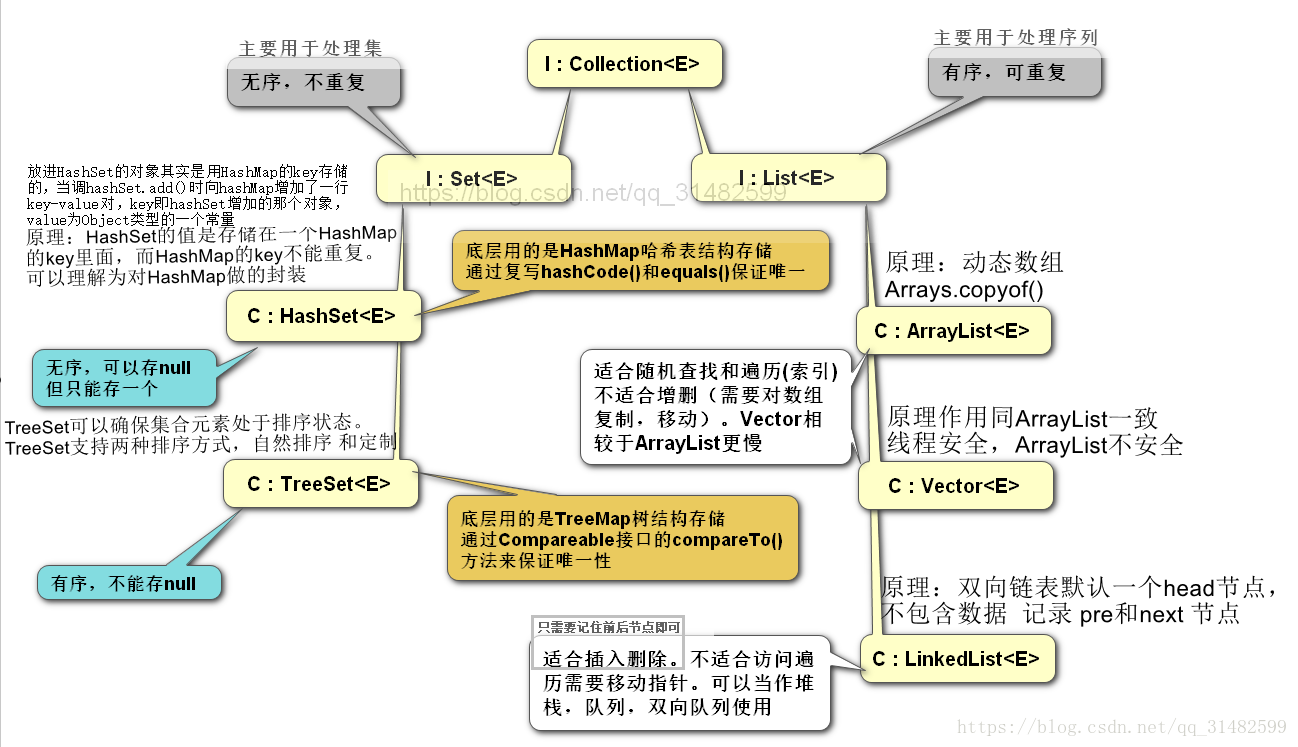 主要用于处理集
无序，不重复
I : Collection<E>
主要用于处理序列
有序，可重复
I : Set<E>
I : List<E>
https://blog.csdn.net/qq_31482599
放进HashSet的对象其实是用HashMap的key存储
的，当调hashSet.add()时向hashMap增加了一行
key-value对，key即hashSet增加的那个对象，
value为Object类型的一个常量
原理：HashSet的值是存储在一个HashMap
的key里面，而HashMap的key不能重复。
可以理解为对HashMap做的封装
底层用的是HashMap哈希表结构存储
通过复写hashCode()和equals()保证唯一
C : HashSet<E>
无序，可以存null
但只能存一个
TreeSet可以确保集合元素处于排序状态。
TreeSet支持两种排序方式，自然排序 和定制
C : TreeSet<E>
底层用的是TreeMap树结构存储
通过Compareable接口的compareTo()
方法来保证唯一性
有序，不能存null
原理：动态数组
Arrays.copyof()
C : ArrayList<E>
适合随机查找和遍历(索引)
不适合增删（需要对数组
复制，移动）。Vector相
较于ArrayList更慢
原理作用同ArrayList一致
线程安全，ArrayList不安全
C : Vector<E>
原理：双向链表默认一个head节点，
不包含数据 记录 pre和next 节点
C : LinkedList<E>
只需要记住前后节点即可
适合插入删除。不适合访问遍
历需要移动指针。可以当作堆
栈，队列，双向队列使用
https://blog.csdn.net/qq_31482599